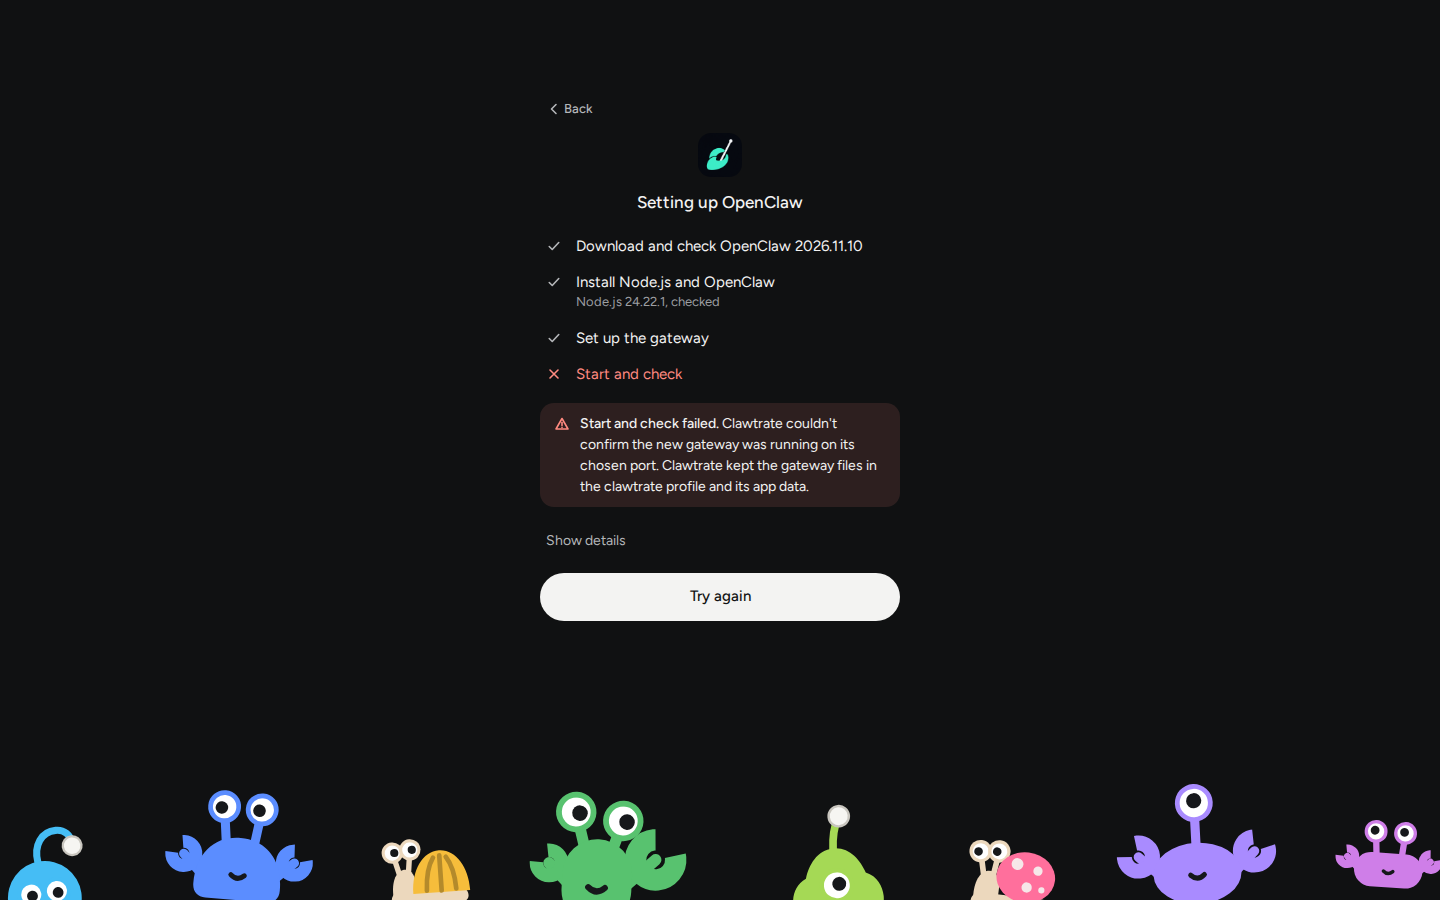 Back
Setting up OpenClaw
Download and check OpenClaw 2026.11.10
Install Node.js and OpenClaw
Node.js 24.22.1, checked
Set up the gateway
Start and check
Start and check failed. Clawtrate couldn't
confirm the new gateway was running on its
chosen port. Clawtrate kept the gateway files in
the clawtrate profile and its app data.
Show details
Try again